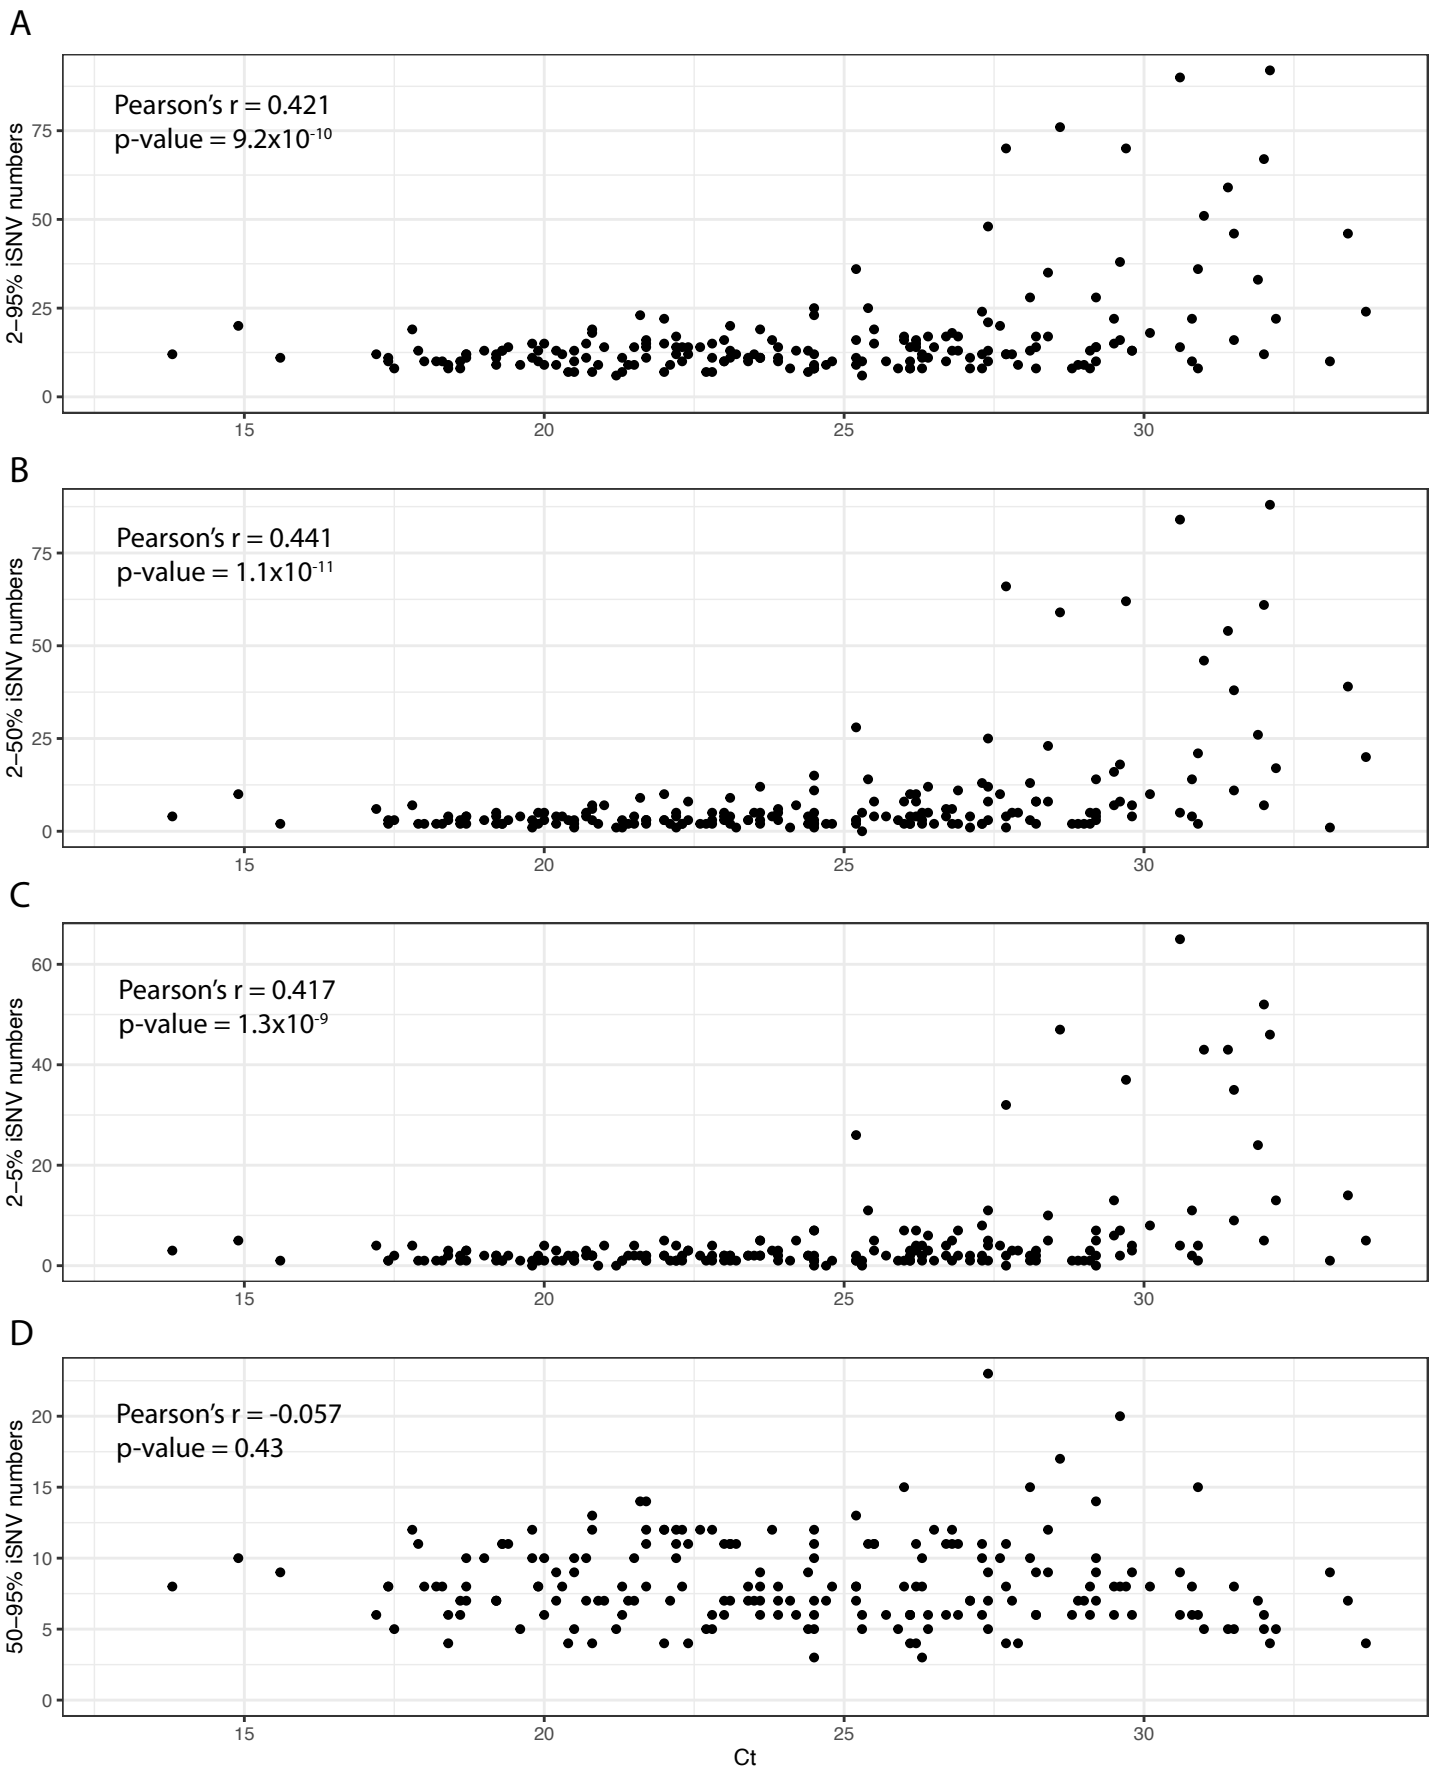 A
Pearson's r = 0.421
p-value = 9.2x10⁻¹⁰
2–95% iSNV numbers
75
50
25
0
15 20 25 30
B
Pearson's r = 0.441
p-value = 1.1x10⁻¹¹
2–50% iSNV numbers
75
50
25
0
15 20 25 30
C
Pearson's r = 0.417
p-value = 1.3x10⁻⁹
2–5% iSNV numbers
60
40
20
0
15 20 25 30
D
Pearson's r = -0.057
p-value = 0.43
50–95% iSNV numbers
20
15
10
5
0
15 20 25 30
Ct